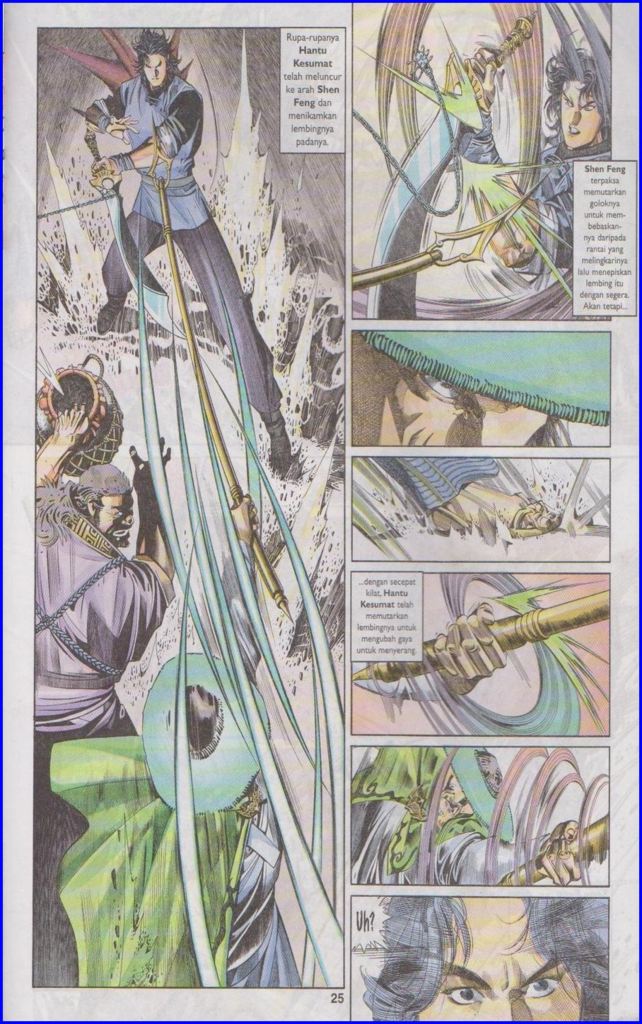 Rupa-rupanya
Hantu
Kesumat
telah meluncur
ke arah Shen
Feng dan
menikamkan
lembingnya
padanya.
Shen Feng
terpaksa
memutarkan
goloknya
untuk mem-
bebaskan-
nya daripada
rantai yang
melingkarinya
lalu menepiskan
lembing itu
dengan segera.
Akan tetapi...
...dengan secepat
kilat, Hantu
Kesumat telah
memutarkan
lembingnya untuk
mengubah gaya
untuk menyerang.
Uh?
25